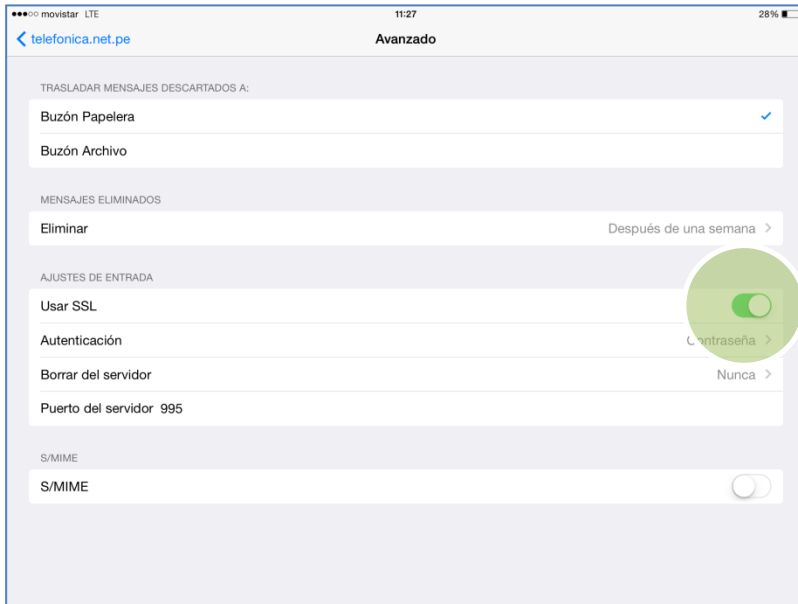 movistar LTE 11:27 28%
telefonica.net.pe Avanzado
TRASLADAR MENSAJES DESCARTADOS A:
Buzón Papelera
Buzón Archivo
MENSAJES ELIMINADOS
Eliminar Después de una semana
AJUSTES DE ENTRADA
Usar SSL
Autenticación Contraseña
Borrar del servidor Nunca
Puerto del servidor 995
S/MIME
S/MIME